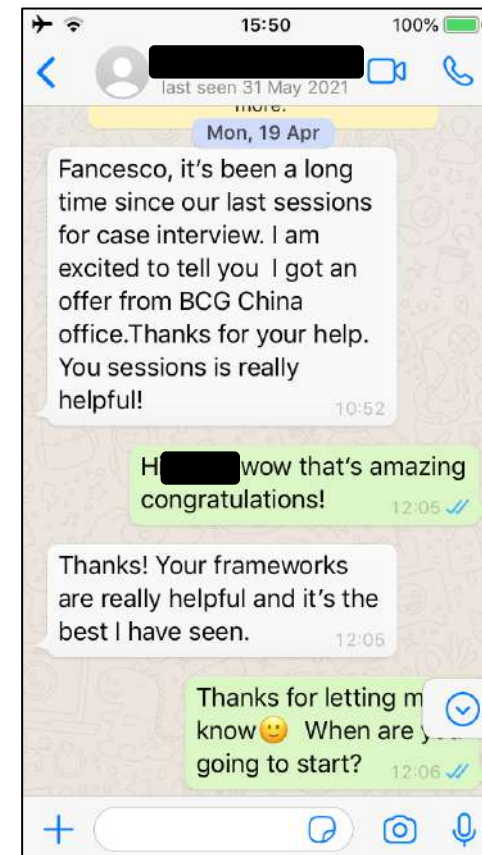 15:50
100%
last seen 31 May 2021
more.
Mon, 19 Apr
Fancesco, it's been a long
time since our last sessions
for case interview. I am
excited to tell you I got an
offer from BCG China
office.Thanks for your help.
You sessions is really
helpful!
10:52
H wow that's amazing
congratulations!
12:05
Thanks! Your frameworks
are really helpful and it's the
best I have seen.
12:05
Thanks for letting m
know🙂 When are
going to start?
12:06